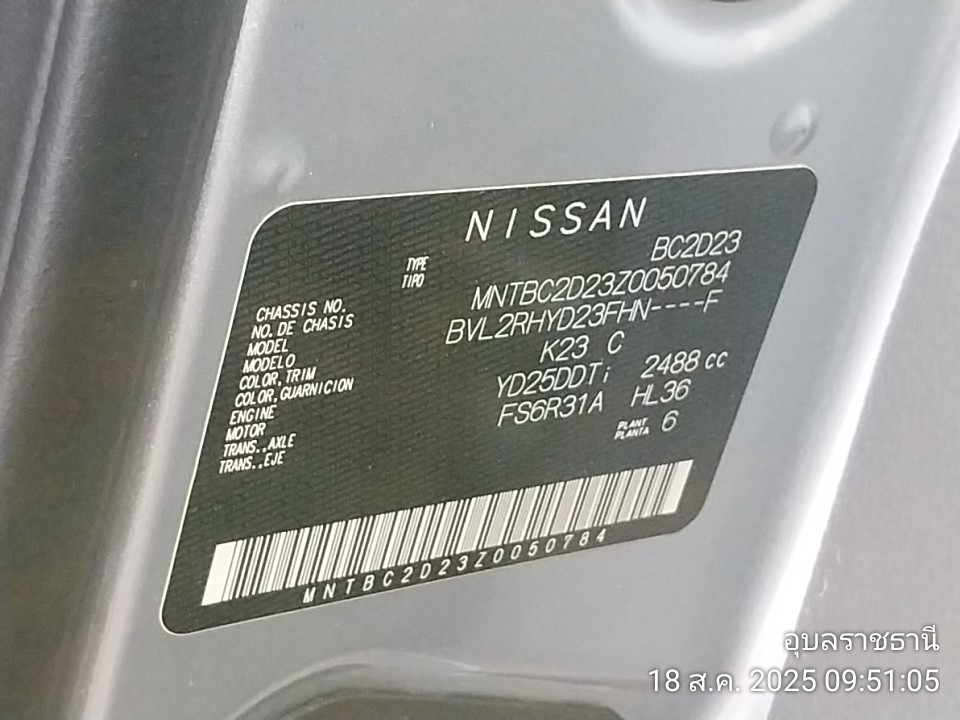 NISSAN
TYPE
TIPO
BC2D23
CHASSIS NO.
NO. DE CHASIS
MNTBC2D23Z0050784
MODEL
MODELO
BVL2RHYD23FHN----F
COLOR, TRIM
COLOR, GUARNICION
K23 C
ENGINE
MOTOR
YD25DDTi 2488 cc
TRANS., AXLE
TRANS., EJE
FS6R31A HL36
PLANT
PLANTA
6
MNTBC2D23Z0050784
อุบลราชธานี
18 ส.ค. 2025 09:51:05